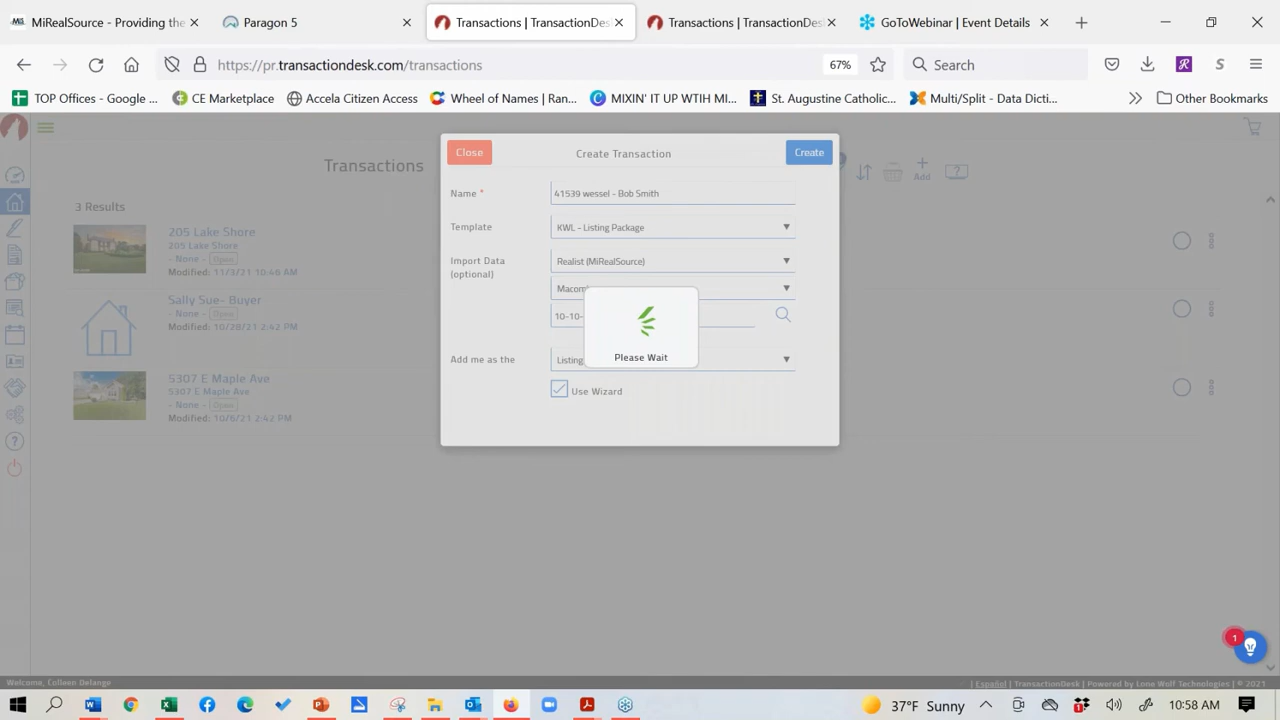 MiRealSource - Providing the
Paragon 5
Transactions | TransactionDes
Transactions | TransactionDesk
GoToWebinar | Event Details
https://pr.transactiondesk.com/transactions
67%
Search
TOP Offices - Google ...
CE Marketplace
Accela Citizen Access
Wheel of Names | Ran...
MIXIN' IT UP WTIH MI...
St. Augustine Catholic...
Multi/Split - Data Dicti...
Other Bookmarks
Transactions
Add
3 Results
205 Lake Shore
205 Lake Shore
- None - Open
Modified: 11/3/21 10:46 AM
Sally Sue- Buyer
- None - Open
Modified: 10/28/21 2:42 PM
5307 E Maple Ave
5307 E Maple Ave
- None - Open
Modified: 10/6/21 2:42 PM
Close
Create Transaction
Create
Name *
41539 wessel - Bob Smith
Template
KWL - Listing Package
Import Data
(optional)
Realist (MiRealSource)
Macom
10-10-
Please Wait
Add me as the
Listing
Use Wizard
1
Welcome, Colleen Delange
| Español | TransactionDesk | Powered by Lone Wolf Technologies | © 2021
37°F Sunny
10:58 AM